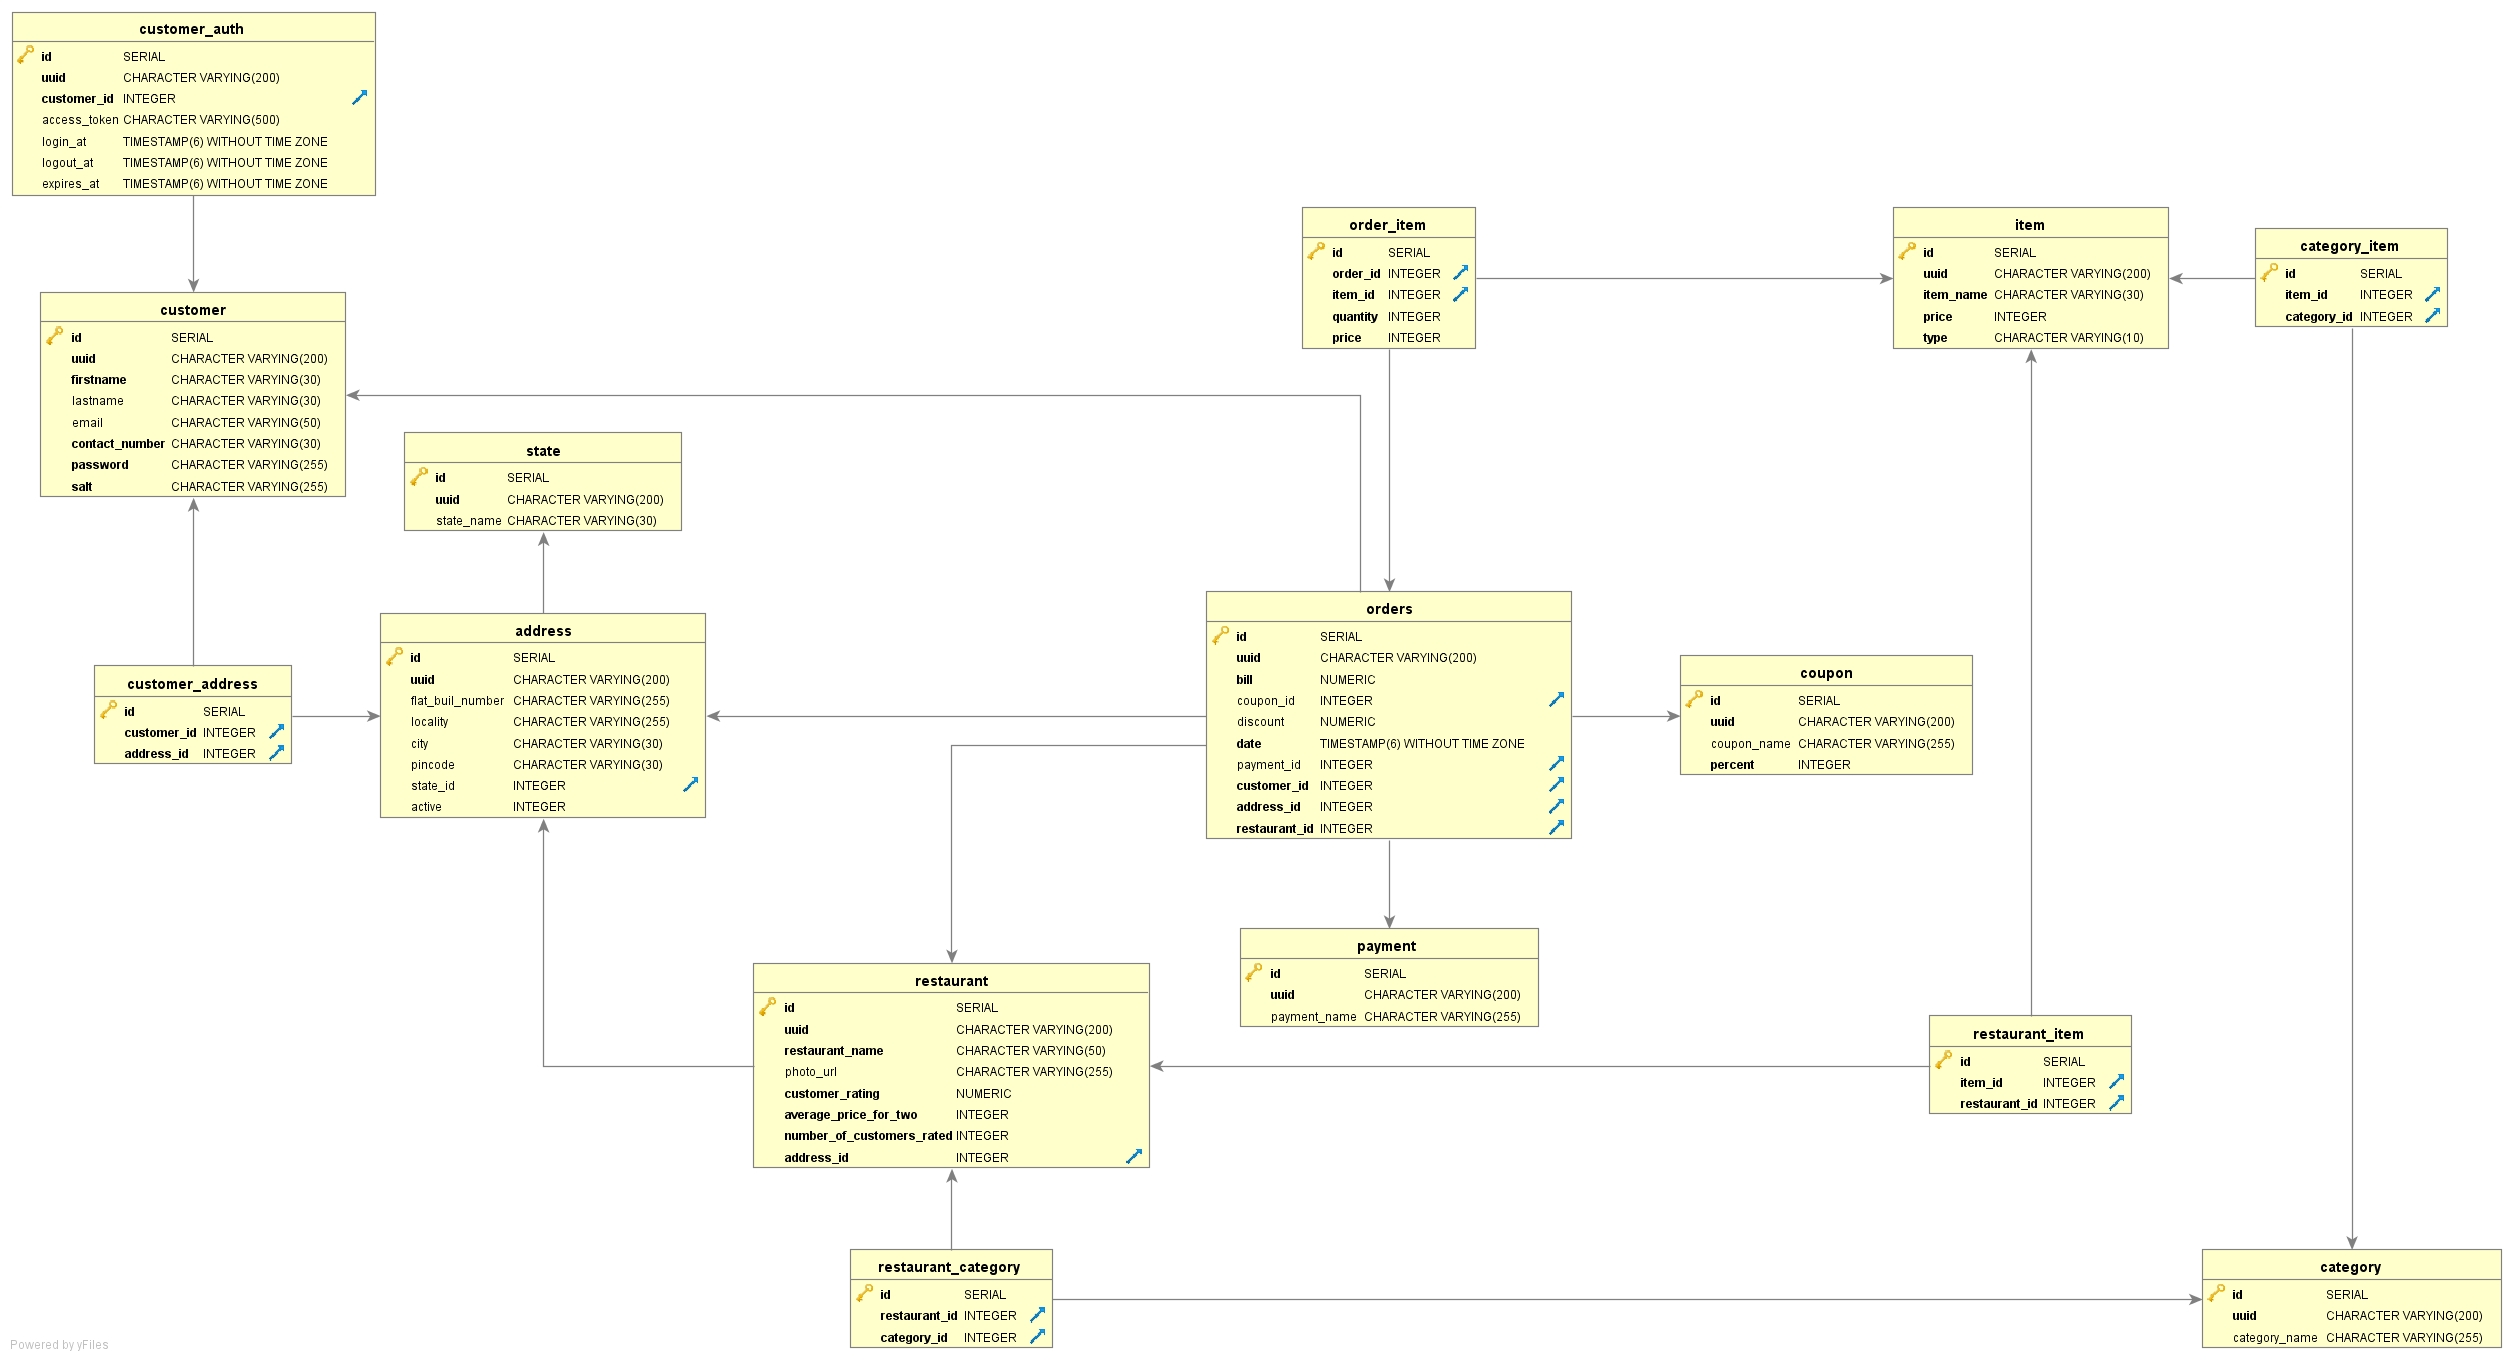 customer_auth
id SERIAL
uuid CHARACTER VARYING(200)
customer_id INTEGER
access_token CHARACTER VARYING(500)
login_at TIMESTAMP(6) WITHOUT TIME ZONE
logout_at TIMESTAMP(6) WITHOUT TIME ZONE
expires_at TIMESTAMP(6) WITHOUT TIME ZONE
order_item
id SERIAL
order_id INTEGER
item_id INTEGER
quantity INTEGER
price INTEGER
item
id SERIAL
uuid CHARACTER VARYING(200)
item_name CHARACTER VARYING(30)
price INTEGER
type CHARACTER VARYING(10)
category_item
id SERIAL
item_id INTEGER
category_id INTEGER
customer
id SERIAL
uuid CHARACTER VARYING(200)
firstname CHARACTER VARYING(30)
lastname CHARACTER VARYING(30)
email CHARACTER VARYING(50)
contact_number CHARACTER VARYING(30)
password CHARACTER VARYING(255)
salt CHARACTER VARYING(255)
state
id SERIAL
uuid CHARACTER VARYING(200)
state_name CHARACTER VARYING(30)
customer_address
id SERIAL
customer_id INTEGER
address_id INTEGER
address
id SERIAL
uuid CHARACTER VARYING(200)
flat_buil_number CHARACTER VARYING(255)
locality CHARACTER VARYING(255)
city CHARACTER VARYING(30)
pincode CHARACTER VARYING(30)
state_id INTEGER
active INTEGER
orders
id SERIAL
uuid CHARACTER VARYING(200)
bill NUMERIC
coupon_id INTEGER
discount NUMERIC
date TIMESTAMP(6) WITHOUT TIME ZONE
payment_id INTEGER
customer_id INTEGER
address_id INTEGER
restaurant_id INTEGER
coupon
id SERIAL
uuid CHARACTER VARYING(200)
coupon_name CHARACTER VARYING(255)
percent INTEGER
payment
id SERIAL
uuid CHARACTER VARYING(200)
payment_name CHARACTER VARYING(255)
restaurant
id SERIAL
uuid CHARACTER VARYING(200)
restaurant_name CHARACTER VARYING(50)
photo_url CHARACTER VARYING(255)
customer_rating NUMERIC
average_price_for_two INTEGER
number_of_customers_rated INTEGER
address_id INTEGER
restaurant_item
id SERIAL
item_id INTEGER
restaurant_id INTEGER
restaurant_category
id SERIAL
restaurant_id INTEGER
category_id INTEGER
category
id SERIAL
uuid CHARACTER VARYING(200)
category_name CHARACTER VARYING(255)
Powered by yFiles